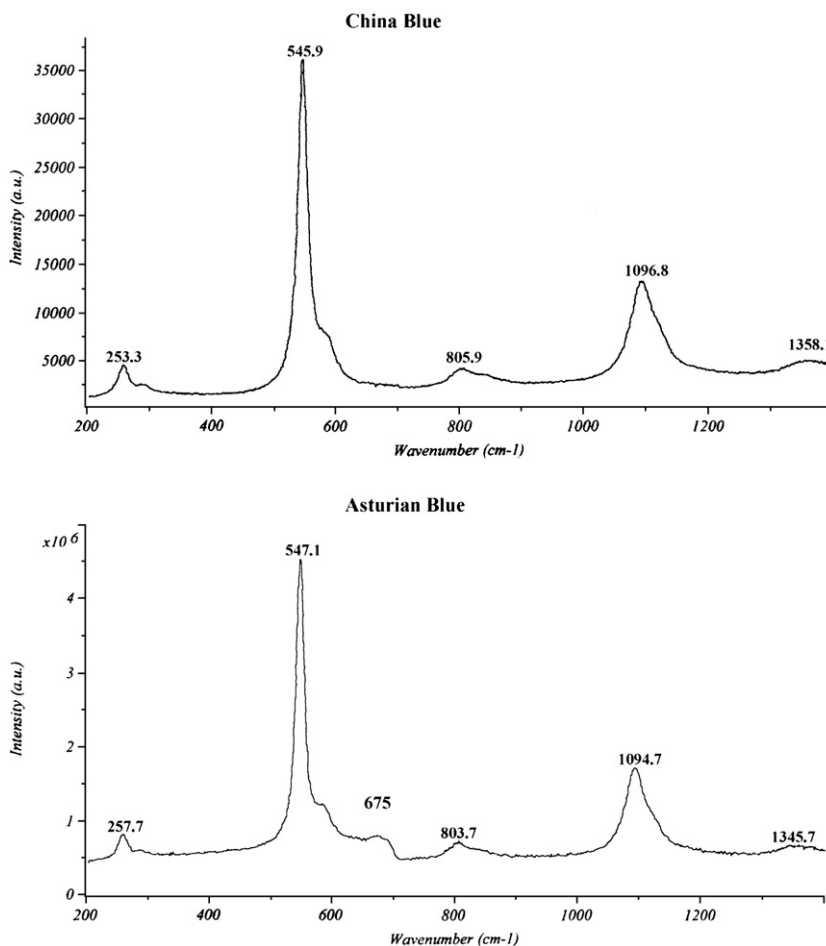 China Blue
545.9
35000
30000
25000
20000
15000
10000
5000
Intensity (a.u.)
253.3
805.9
1096.8
1358.
200 400 600 800 1000 1200
Wavenumber (cm-1)
Asturian Blue
x10 6
547.1
4
3
2
1
0
Intensity (a.u.)
257.7
675
803.7
1094.7
1345.7
200 400 600 800 1000 1200
Wavenumber (cm-1)